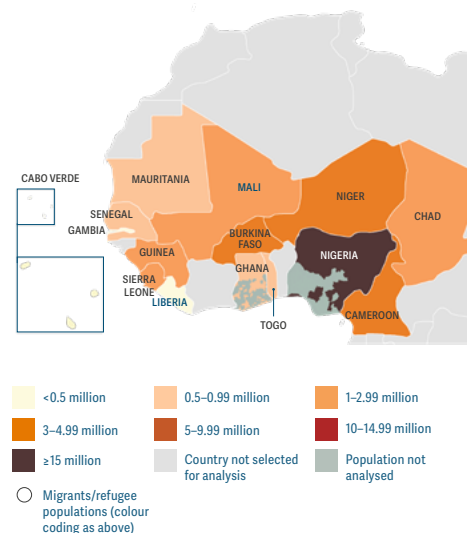 CABO VERDE
MAURITANIA
MALI
NIGER
CHAD
SENEGAL
GAMBIA
BURKINA
FASO
NIGERIA
GUINEA
GHANA
SIERRA
LEONE
LIBERIA
TOGO
CAMEROON
<0.5 million
0.5–0.99 million
1–2.99 million
3–4.99 million
5–9.99 million
10–14.99 million
≥15 million
Country not selected
for analysis
Population not
analysed
Migrants/refugee
populations (colour
coding as above)